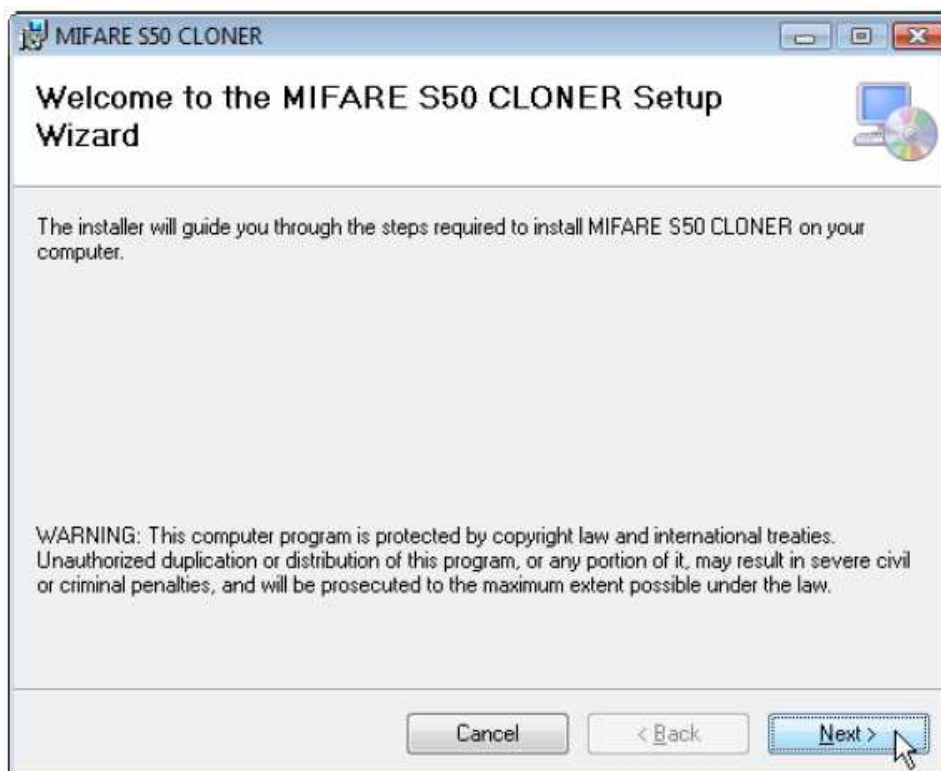 MIFARE S50 CLONER
Welcome to the MIFARE S50 CLONER Setup
Wizard
The installer will guide you through the steps required to install MIFARE S50 CLONER on your
computer.
WARNING: This computer program is protected by copyright law and international treaties.
Unauthorized duplication or distribution of this program, or any portion of it, may result in severe civil
or criminal penalties, and will be prosecuted to the maximum extent possible under the law.
Cancel
< Back
Next >